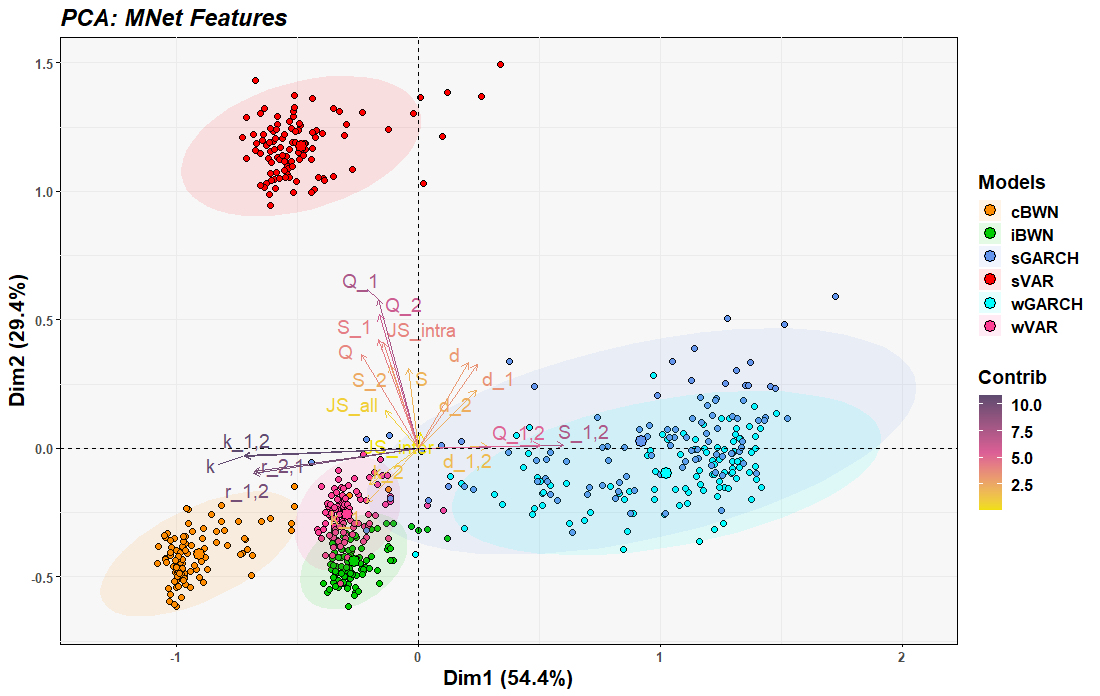 PCA: MNet Features
Dim2 (29.4%)
1.5
1.0
0.5
0.0
-0.5
Q_1
Q_2
S_1
JS_intra
Q
d
S_2
S
d_1
JS_all
d_2
Q_1,2
S_1,2
k_1,2
k
r_2,1
d_1,2
r_1,2
-1
0
1
2
Dim1 (54.4%)
Models
cBWN
iBWN
sGARCH
sVAR
wGARCH
wVAR
Contrib
10.0
7.5
5.0
2.5